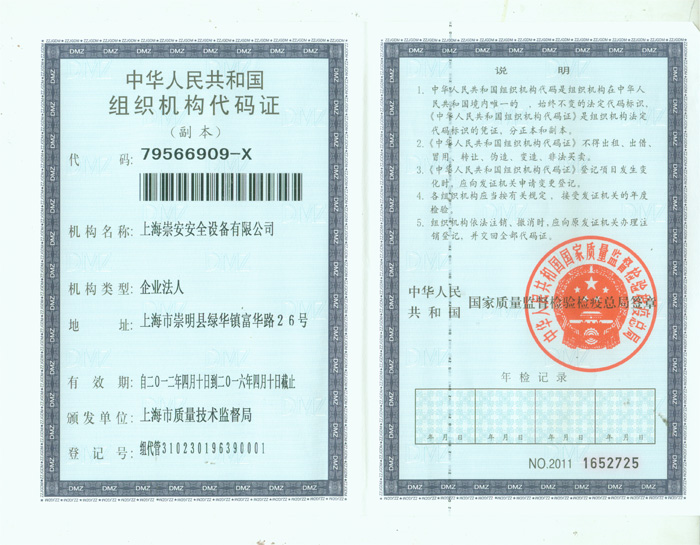 中华人民共和国
组织机构代码证
（副本）
代 码：79566909-X
机构名称：上海崇安安全设备有限公司
机构类型：企业法人
地 址：上海市崇明县绿华镇富华路26号
有 效 期 自二〇一二年四月十日到二〇一六年四月十日截止
颁发单位：上海市质量技术监督局
登 记 号：组代管310230196390001
说 明
1. 中华人民共和国组织机构代码是组织机构在中华人
民共和国境内唯一的、始终不变的法定代码标识，
《中华人民共和国组织机构代码证》是组织机构法定
代码标识的凭证，分正本和副本。
2.《中华人民共和国组织机构代码证》不得出租、出借、
冒用、转让、伪造、变造、非法买卖。
3.《中华人民共和国组织机构代码证》登记项目发生变
化时，应向发证机关申请变更登记。
4. 各组织机构应当按有关规定、接受发证机关的年度
检验。
5. 组织机构依法注销、撤消时，应向原发证机关办理注
销登记，并交回全部代码证。
中华人民
共和国 国家质量监督检验检疫总局签章
中华人民共和国国家质量监督检验检疫总局
年检记录
年 月 日 年 月 日 年 月 日 年 月 日
NO.2011 1652725